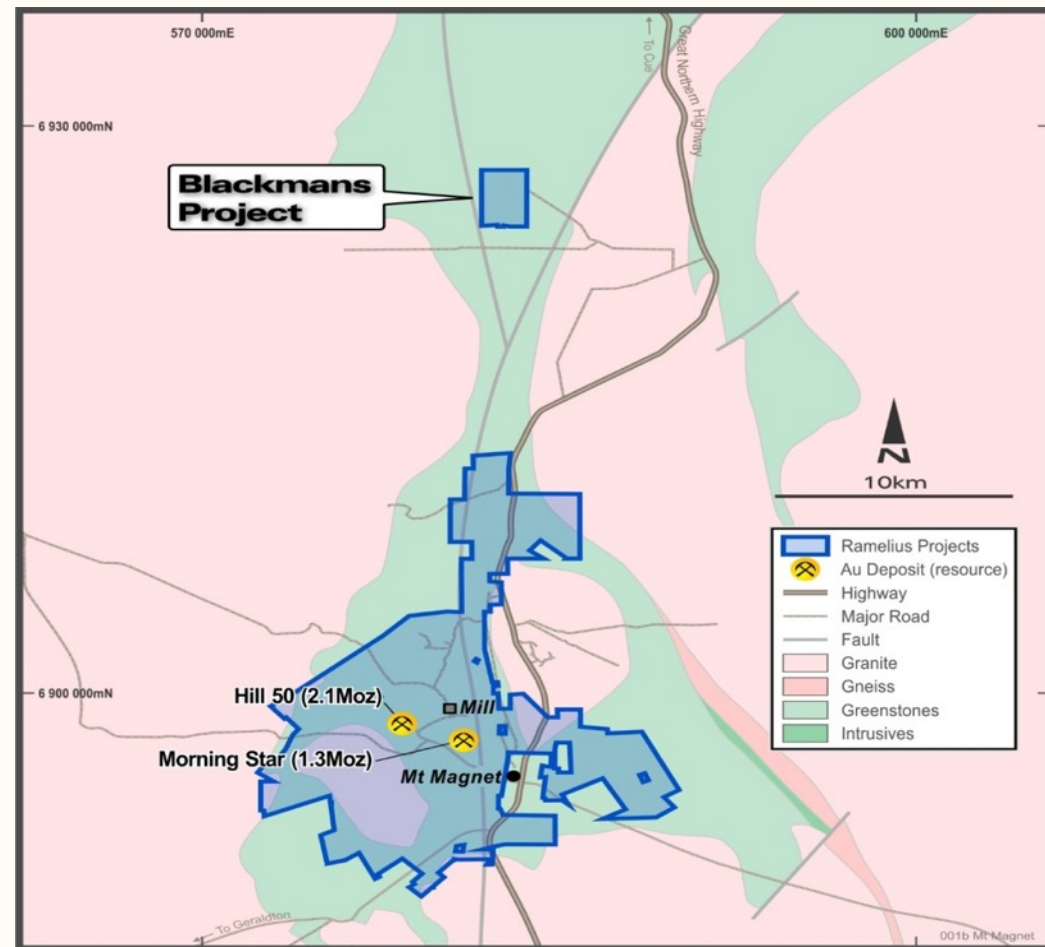 570 000mE
600 000mE
To Cue
Great Northern Highway
6 930 000mN
Blackmans
Project
N
10km
Ramelius Projects
Au Deposit (resource)
Highway
Major Road
Fault
Granite
Gneiss
Greenstones
Intrusives
6 900 000mN
Hill 50 (2.1Moz)
Mill
Morning Star (1.3Moz)
Mt Magnet
To Geraldton
001b Mt Magnet